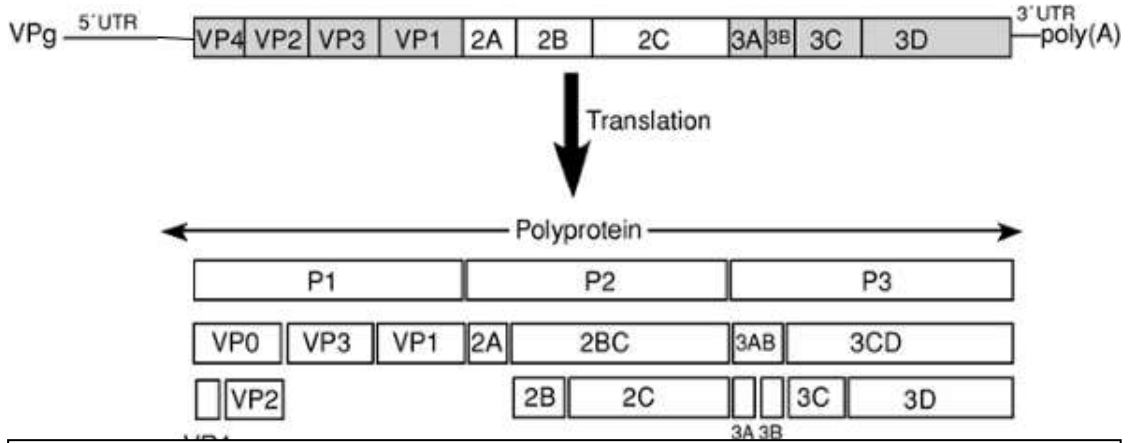 VPg 5´UTR VP4 VP2 VP3 VP1 2A 2B 2C 3A 3B 3C 3D 3´UTR poly(A)
Translation
Polyprotein
P1 P2 P3
VP0 VP3 VP1 2A 2BC 3AB 3CD
VP2 2B 2C 3C 3D
3A 3B